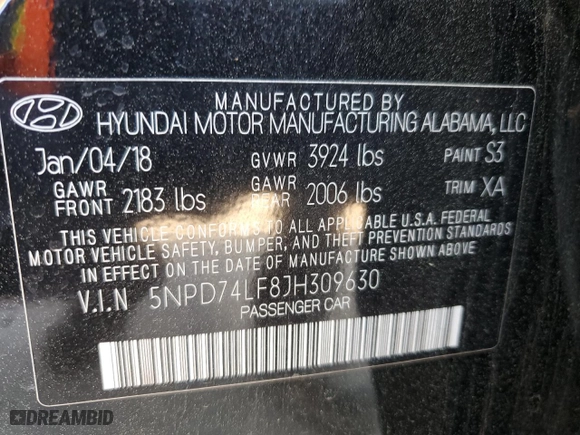 MANUFACTURED BY
HYUNDAI MOTOR MANUFACTURING ALABAMA, LLC
Jan/04/18 GVWR 3924 lbs PAINT S3
GAWR FRONT 2183 lbs GAWR REAR 2006 lbs TRIM XA
THIS VEHICLE CONFORMS TO ALL APPLICABLE U.S.A. FEDERAL
MOTOR VEHICLE SAFETY, BUMPER, AND THEFT PREVENTION STANDARDS
IN EFFECT ON THE DATE OF MANUFACTURE SHOWN ABOVE.
V.I.N 5NPD74LF8JH309630
PASSENGER CAR
DREAMBID